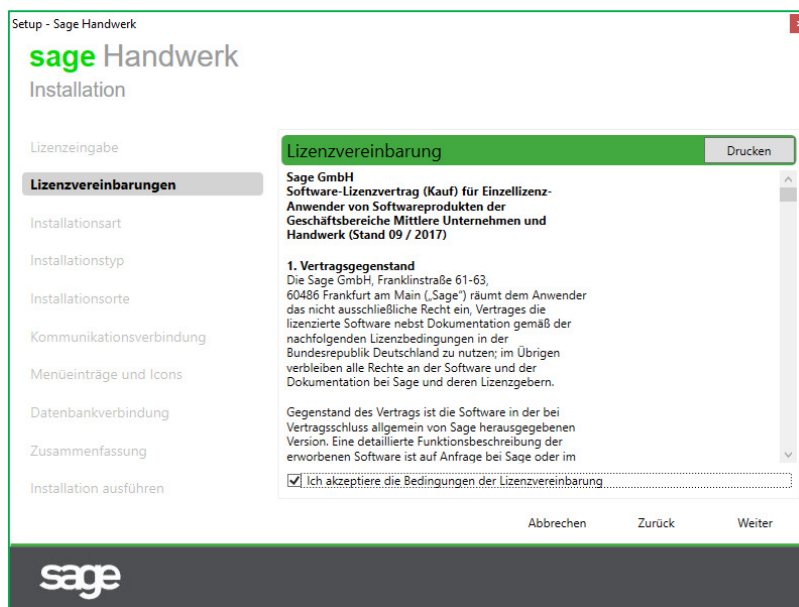 Setup - Sage Handwerk
sage Handwerk
Installation
Lizenzeingabe
Lizenzvereinbarungen
Installationsart
Installationstyp
Installationsorte
Kommunikationsverbindung
Menüeinträge und Icons
Datenbankverbindung
Zusammenfassung
Installation ausführen
Lizenzvereinbarung
Drucken
Sage GmbH
Software-Lizenzvertrag (Kauf) für Einzellizenz-
Anwender von Softwareprodukten der
Geschäftsbereiche Mittlere Unternehmen und
Handwerk (Stand 09 / 2017)
1. Vertragsgegenstand
Die Sage GmbH, Franklinstraße 61-63,
60486 Frankfurt am Main („Sage“) räumt dem Anwender
das nicht ausschließliche Recht ein, Vertrages die
lizenzierte Software nebst Dokumentation gemäß der
nachfolgenden Lizenzbedingungen in der
Bundesrepublik Deutschland zu nutzen; im Übrigen
verbleiben alle Rechte an der Software und der
Dokumentation bei Sage und deren Lizenzgebern.
Gegenstand des Vertrags ist die Software in der bei
Vertragsschluss allgemein von Sage herausgegebenen
Version. Eine detaillierte Funktionsbeschreibung der
erworbenen Software ist auf Anfrage bei Sage oder im
Ich akzeptiere die Bedingungen der Lizenzvereinbarung
Abbrechen
Zurück
Weiter
sage